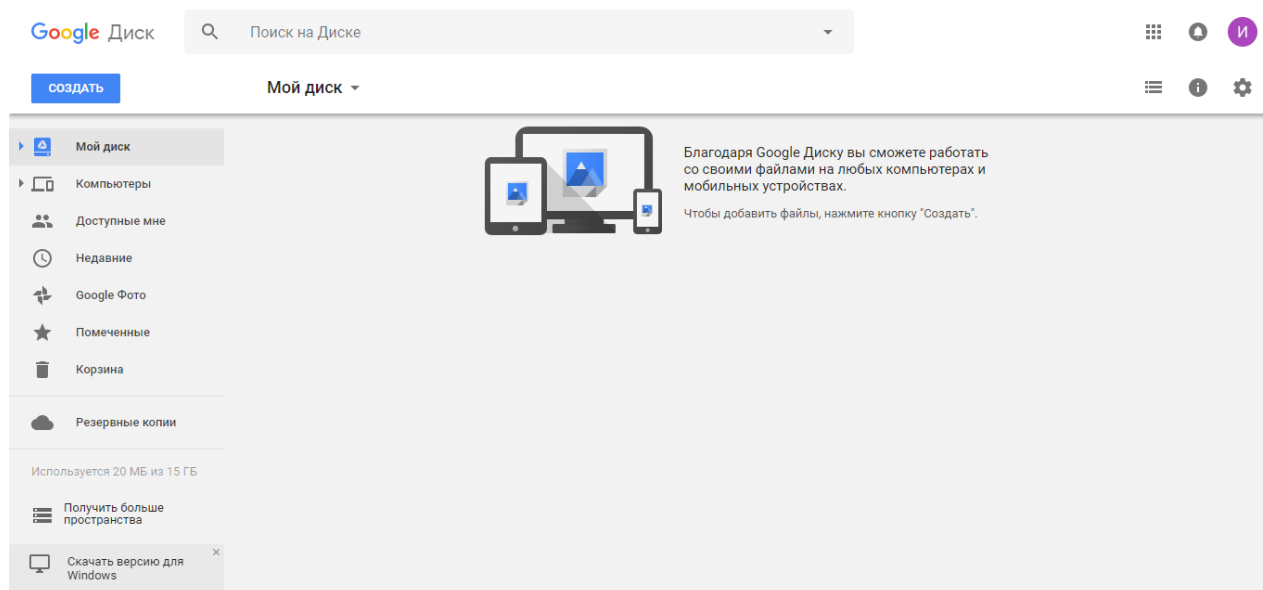 Google Диск
Поиск на Диске
И
СОЗДАТЬ
Мой диск
Мой диск
Компьютеры
Доступные мне
Недавние
Google Фото
Помеченные
Корзина
Резервные копии
Используется 20 МБ из 15 ГБ
Получить больше
пространства
Скачать версию для
Windows
Благодаря Google Диску вы сможете работать
со своими файлами на любых компьютерах и
мобильных устройствах.
Чтобы добавить файлы, нажмите кнопку "Создать".